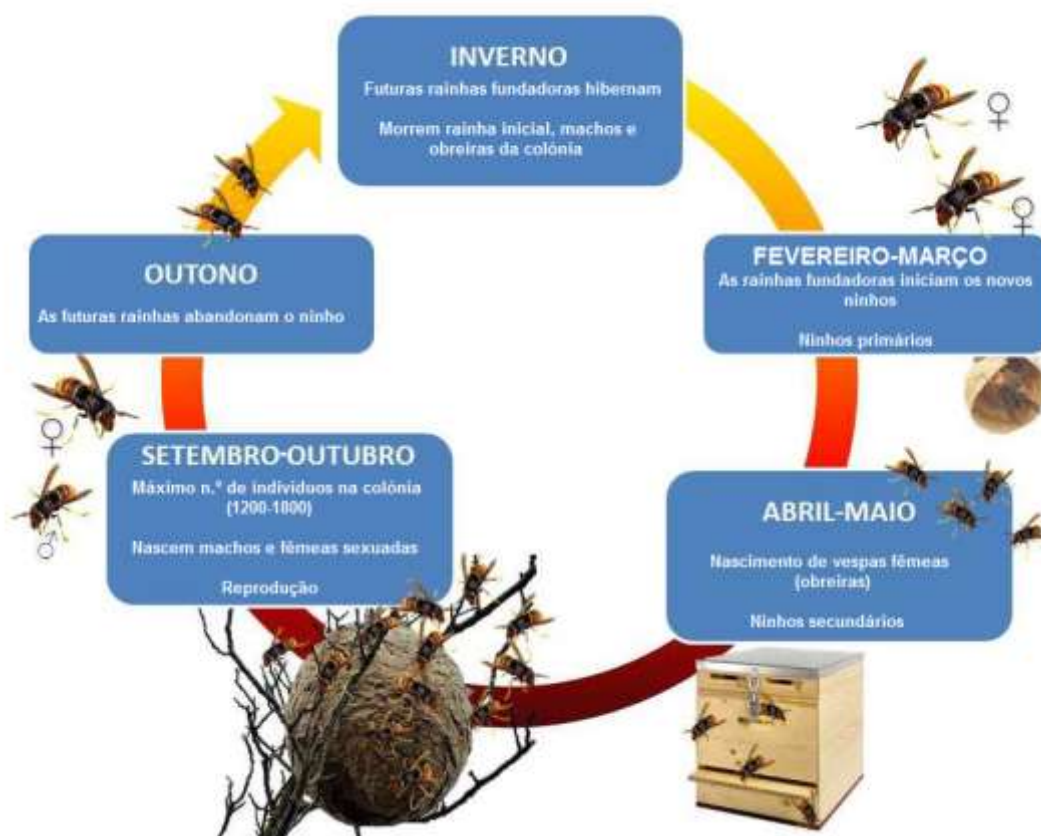 INVERNO
Futuras rainhas fundadoras hibernam
Morrem rainha inicial, machos e
obreiras da colónia
FEVEREIRO-MARÇO
As rainhas fundadoras iniciam os novos
ninhos
Ninhos primários
ABRIL-MAIO
Nascimento de vespas fêmeas
(obreiras)
Ninhos secundários
SETEMBRO-OUTUBRO
Máximo n.º de indivíduos na colónia
(1200-1800)
Nascem machos e fêmeas sexuadas
Reprodução
OUTONO
As futuras rainhas abandonam o ninho